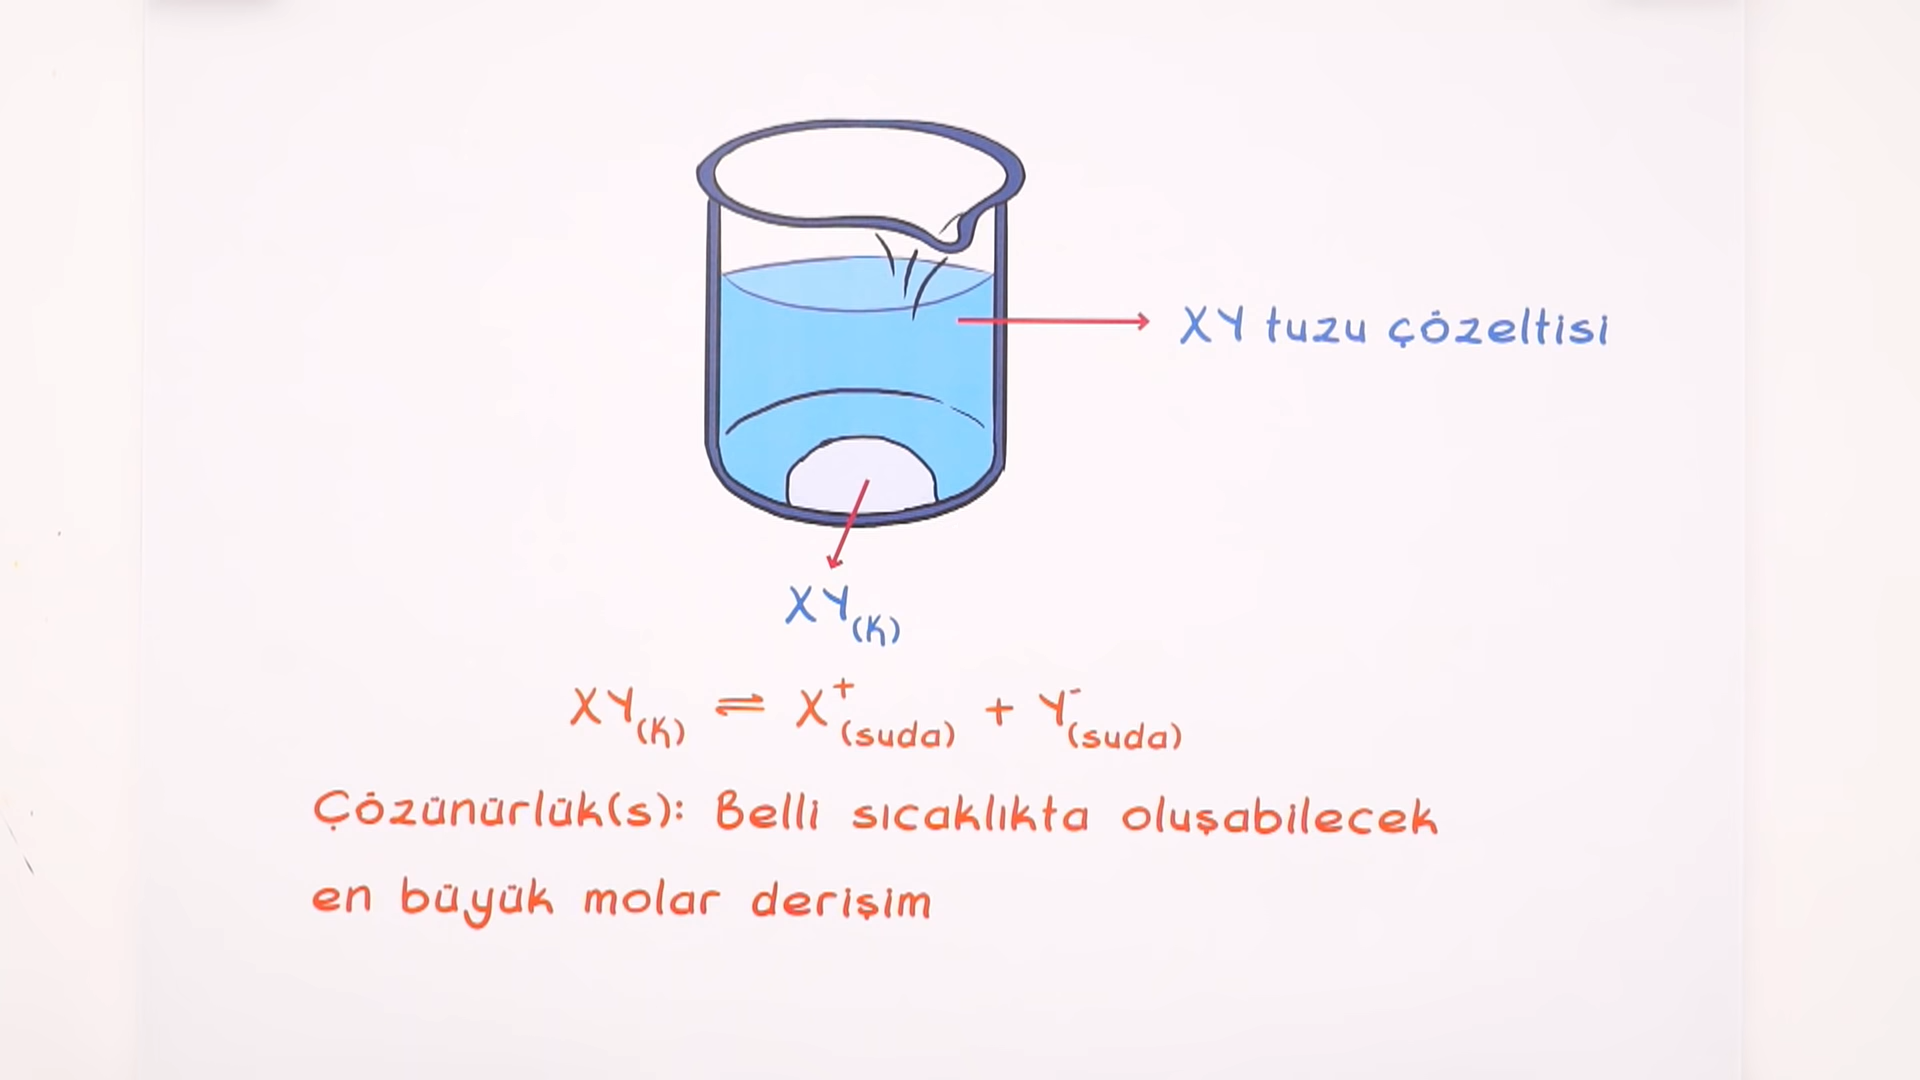 XY tuzu çözeltisi
XY(k)
XY(k) ⇌ X⁺(suda) + Y⁻(suda)
Çözünürlük(s): Belli sıcaklıkta oluşabilecek
en büyük molar derişim